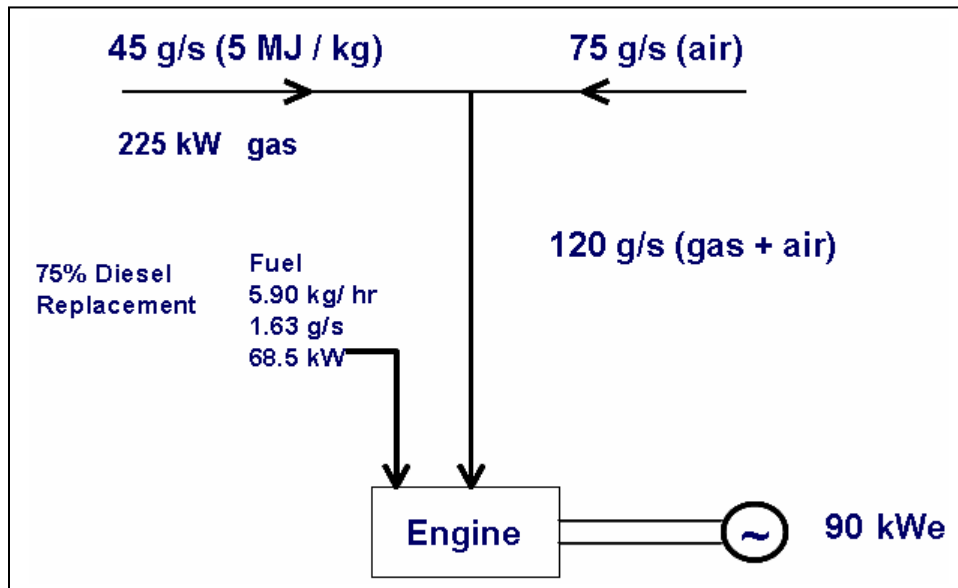 45 g/s (5 MJ / kg)
75 g/s (air)
225 kW gas
120 g/s (gas + air)
75% Diesel
Replacement
Fuel
5.90 kg/ hr
1.63 g/s
68.5 kW
Engine
~
90 kWe